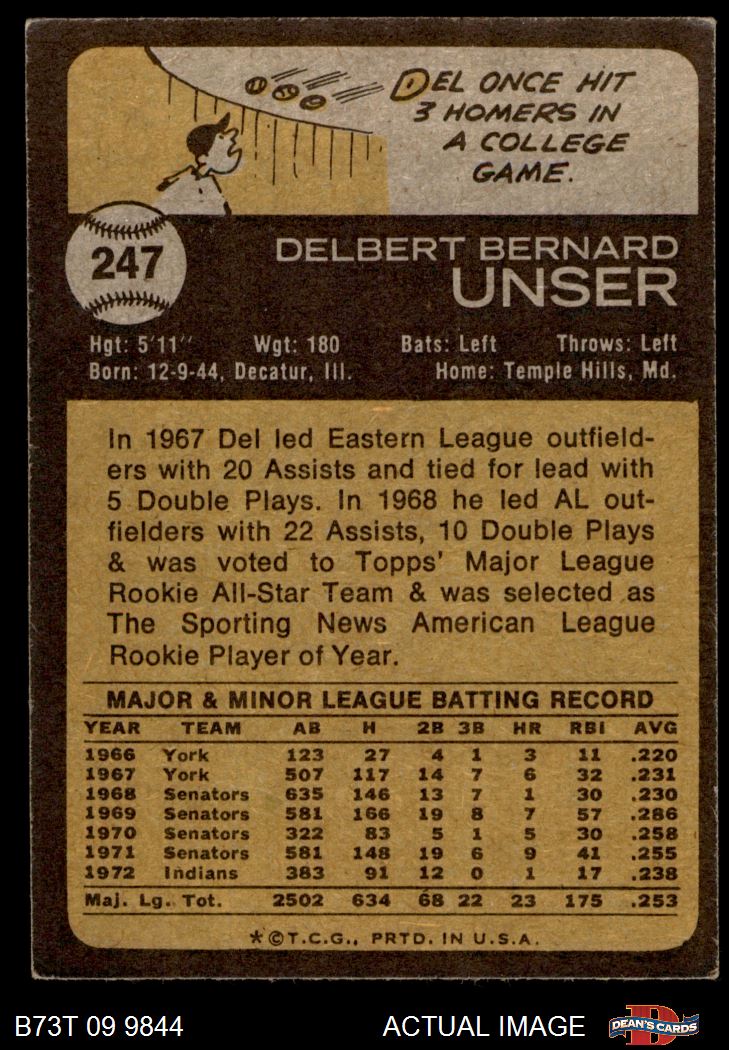 DEL ONCE HIT
3 HOMERS IN
A COLLEGE
GAME.
247
DELBERT BERNARD
UNSER
Hgt: 5'11" Wgt: 180 Bats: Left Throws: Left
Born: 12-9-44, Decatur, Ill. Home: Temple Hills, Md.
In 1967 Del led Eastern League outfield-
ers with 20 Assists and tied for lead with
5 Double Plays. In 1968 he led AL out-
fielders with 22 Assists, 10 Double Plays
& was voted to Topps' Major League
Rookie All-Star Team & was selected as
The Sporting News American League
Rookie Player of Year.
MAJOR & MINOR LEAGUE BATTING RECORD
YEAR TEAM AB H 2B 3B HR RBI AVG
1966 York 123 27 4 1 3 11 .220
1967 York 507 117 14 7 6 32 .231
1968 Senators 635 146 13 7 1 30 .230
1969 Senators 581 166 19 8 7 57 .286
1970 Senators 322 83 5 1 5 30 .258
1971 Senators 581 148 19 6 9 41 .255
1972 Indians 383 91 12 0 1 17 .238
Maj. Lg. Tot. 2502 634 68 22 23 175 .253
*©T.C.G., PRTD. IN U.S.A.
B73T 09 9844 ACTUAL IMAGE D DEAN'S CARDS